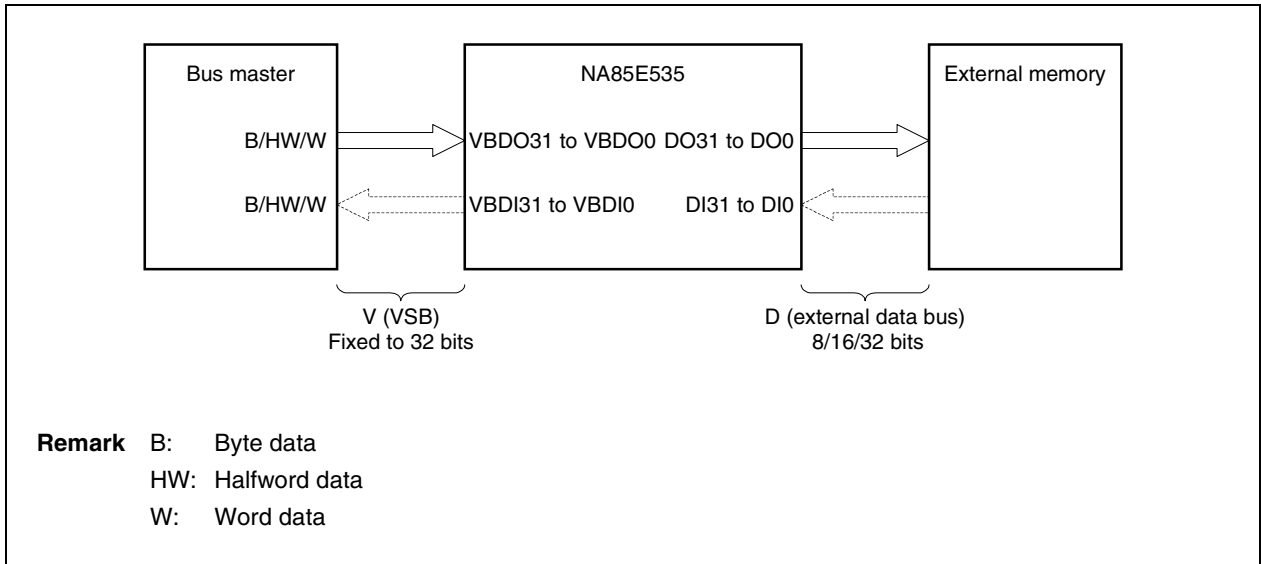 Bus master
NA85E535
External memory
B/HW/W
VBDO31 to VBDO0 DO31 to DO0
B/HW/W
VBDI31 to VBDI0
DI31 to DI0
V (VSB)
Fixed to 32 bits
D (external data bus)
8/16/32 bits
Remark B: Byte data
HW: Halfword data
W: Word data